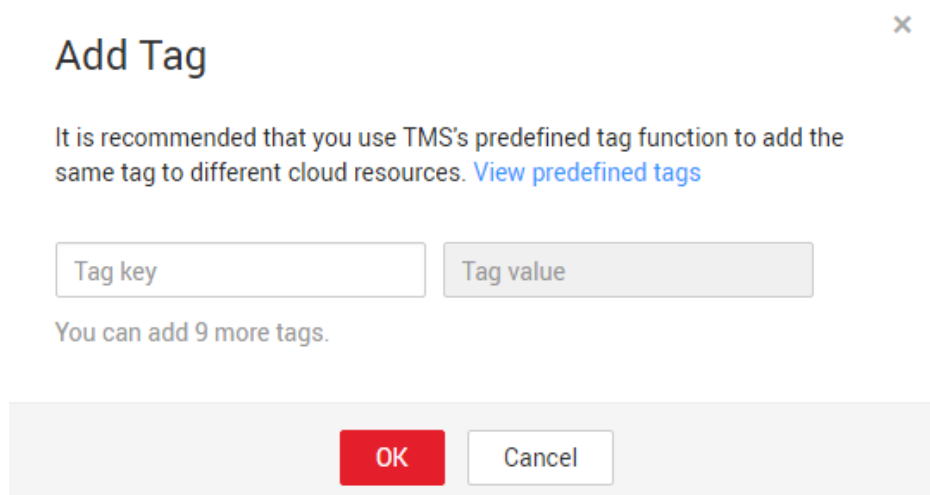 Add Tag
It is recommended that you use TMS's predefined tag function to add the
same tag to different cloud resources. View predefined tags
Tag key Tag value
You can add 9 more tags.
OK Cancel